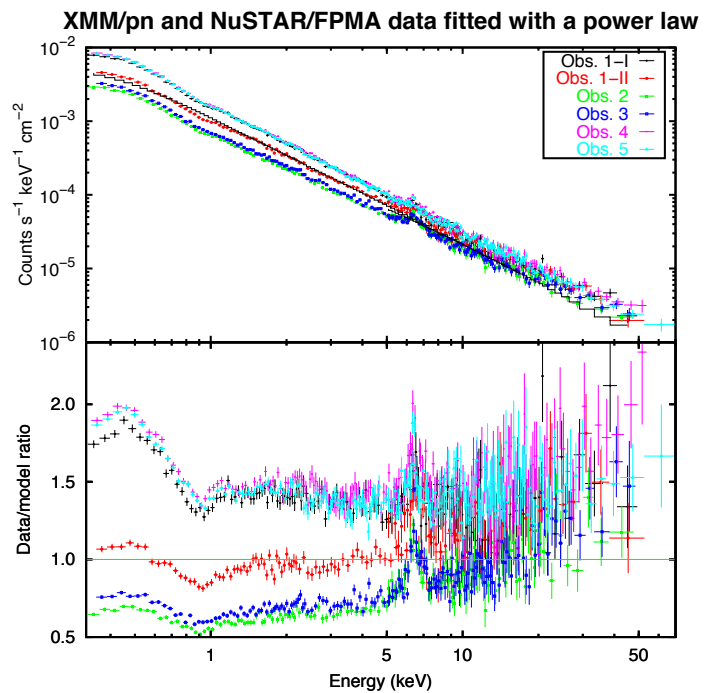 XMM/pn and NuSTAR/FPMA data fitted with a power law
Obs. 1−I
Obs. 1−II
Obs. 2
Obs. 3
Obs. 4
Obs. 5
Counts s⁻¹ keV⁻¹ cm⁻²
10⁻²
10⁻³
10⁻⁴
10⁻⁵
10⁻⁶
Data/model ratio
10⁻
2.0
1.5
1.0
0.5
1
5
10
50
Energy (keV)